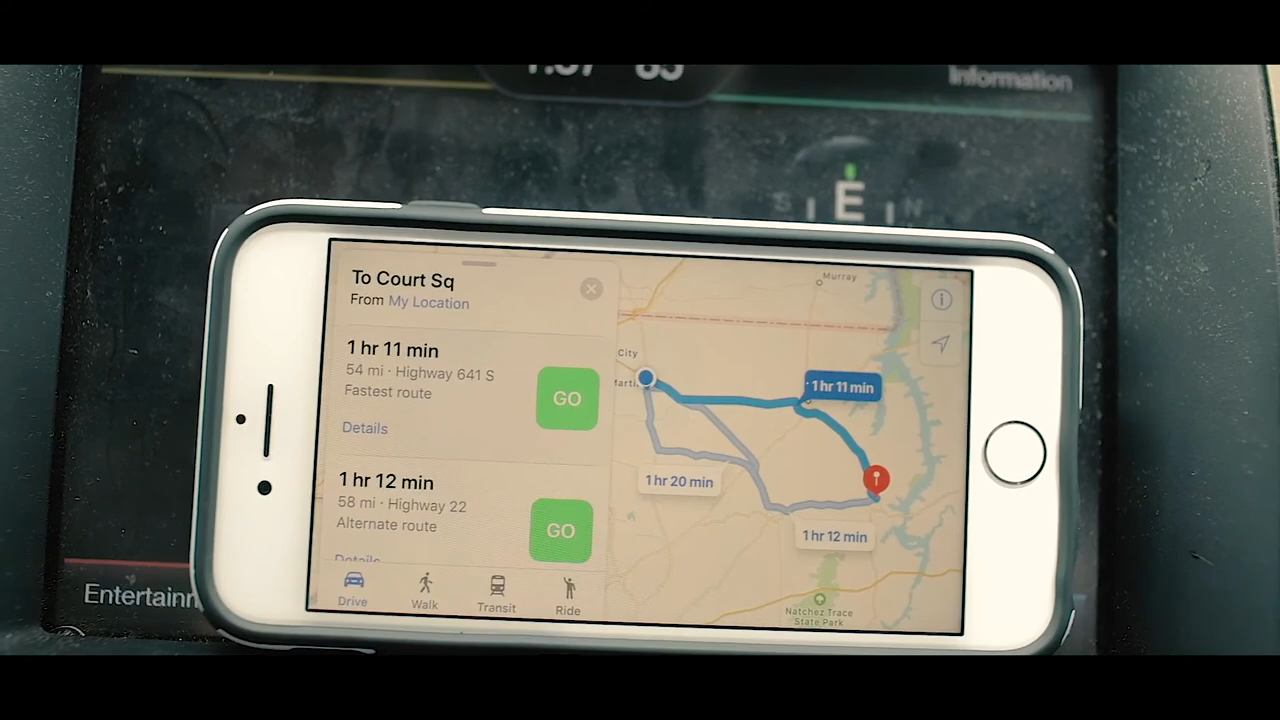 Information
S E N
To Court Sq
From My Location
1 hr 11 min
54 mi · Highway 641 S
Fastest route
GO
Details
1 hr 12 min
58 mi · Highway 22
Alternate route
GO
Details
Drive Walk Transit Ride
Murray
City
1 hr 11 min
1 hr 20 min
1 hr 12 min
Natchez Trace
State Park